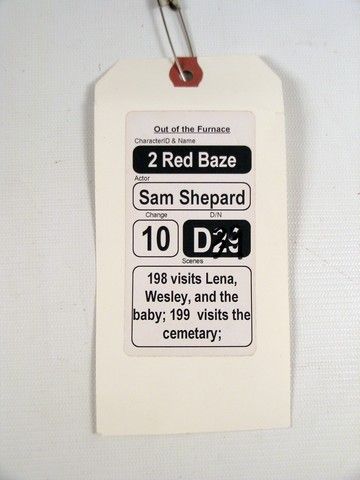 Out of the Furnace
CharacterID & Name
2 Red Baze
Actor
Sam Shepard
Change D/N
10
Scenes
198 visits Lena,
Wesley, and the
baby; 199 visits the
cemetary;